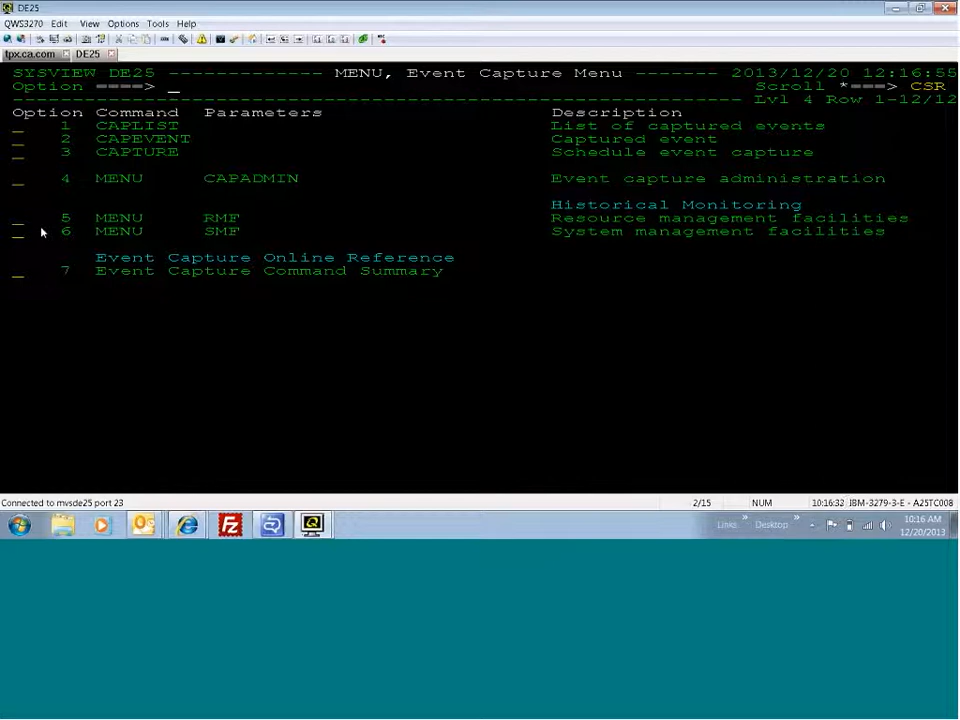 DE25
QWS3270 Edit View Options Tools Help
tpx.ca.com DE25
SYSVIEW DE25 ------------- MENU, Event Capture Menu ------- 2013/12/20 12:16:55
Option ====> _ Scroll *===> CSR
Lvl 4 Row 1-12/12
Option Command Parameters Description
_ 1 CAPLIST List of captured events
_ 2 CAPEVENT Captured event
_ 3 CAPTURE Schedule event capture
_ 4 MENU CAPADMIN Event capture administration
Historical Monitoring
_ 5 MENU RMF Resource management facilities
_ 6 MENU SMF System management facilities
Event Capture Online Reference
_ 7 Event Capture Command Summary
Connected to mvsde25 port 23 2/15 NUM 10:16:32 IBM-3279-3-E - A25TC008
Links » Desktop » 10:16 AM
12/20/2013